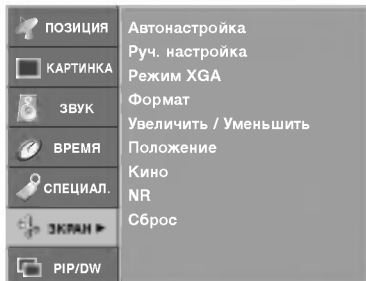 ПОЗИЦИЯ
КАРТИНКА
ЗВУК
ВРЕМЯ
СПЕЦИАЛ.
ЭКРАН ►
PIP/DW
Автонастройка
Руч. настройка
Режим XGA
Формат
Увеличить / Уменьшить
Положение
Кино
NR
Сброс